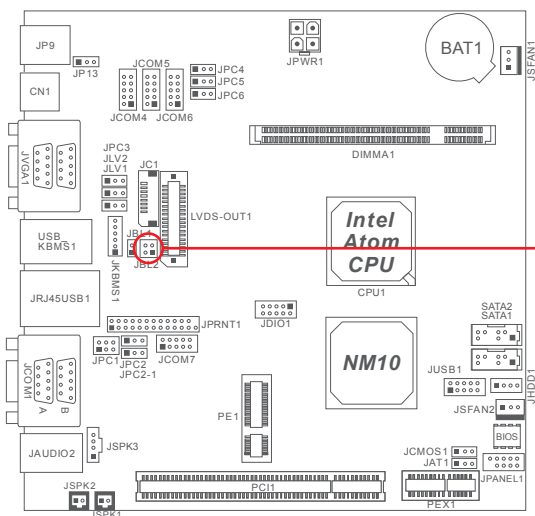 JP9
JP13
JCOM5
JCOM4
JCOM6
JPC4
JPC5
JPC6
JPWR1
BAT1
JSFAN1
CN1
DIMMA1
JVGA1
JPC3
JLV2
JLV1
JC1
LVDS-OUT1
Intel
Atom
CPU
CPU1
USB_
KBMS1
JKBMS1
JBL1
JBL2
JRJ45USB1
JPRNT1
JDIO1
SATA2
SATA1
NM10
JCOM1
A
B
JPC1
JPC2
JPC2-1
JCOM7
JUSB1
JHDD1
JSFAN2
PE1
BIOS
JAUDIO2
JSPK3
JCMOS1
JAT1
JPANEL1
JSPK2
JSPK1
PCI1
PEX1